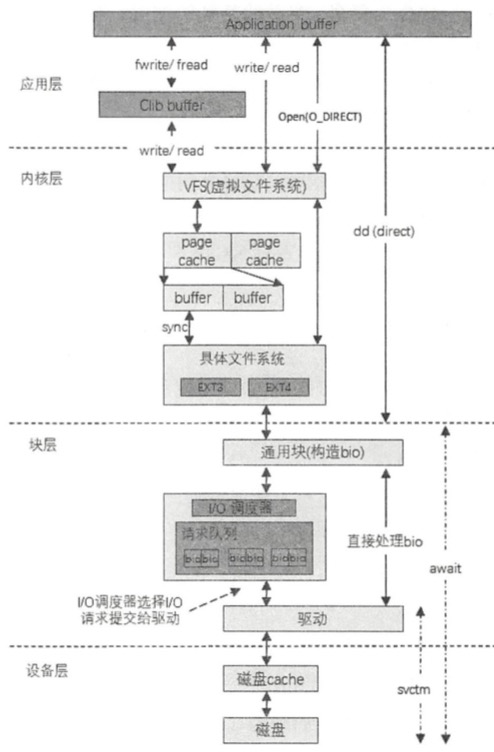 Application buffer
fwrite/ fread
write/ read
应用层
Clib buffer
Open(O_DIRECT)
write/ read
内核层
VFS(虚拟文件系统)
dd (direct)
page cache
page cache
buffer
buffer
sync
具体文件系统
EXT3
EXT4
块层
通用块(构造bio)
I/O 调度器
请求队列
bio bio
bio bio
bio bio
直接处理bio
await
I/O调度器选择I/O
请求提交给驱动
驱动
设备层
磁盘cache
svctm
磁盘